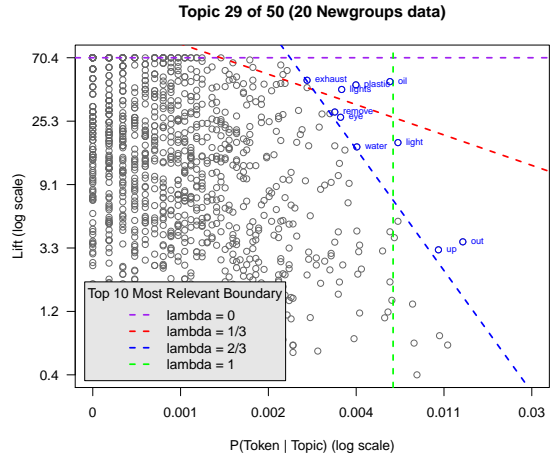 Topic 29 of 50 (20 Newgroups data)
70.4
25.3
9.1
3.3
1.2
0.4
Lift (log scale)
exhaust
plastic
oil
lights
remove
eye
water
light
out
up
Top 10 Most Relevant Boundary
lambda = 0
lambda = 1/3
lambda = 2/3
lambda = 1
0 0.001 0.002 0.004 0.011 0.03
P(Token | Topic) (log scale)